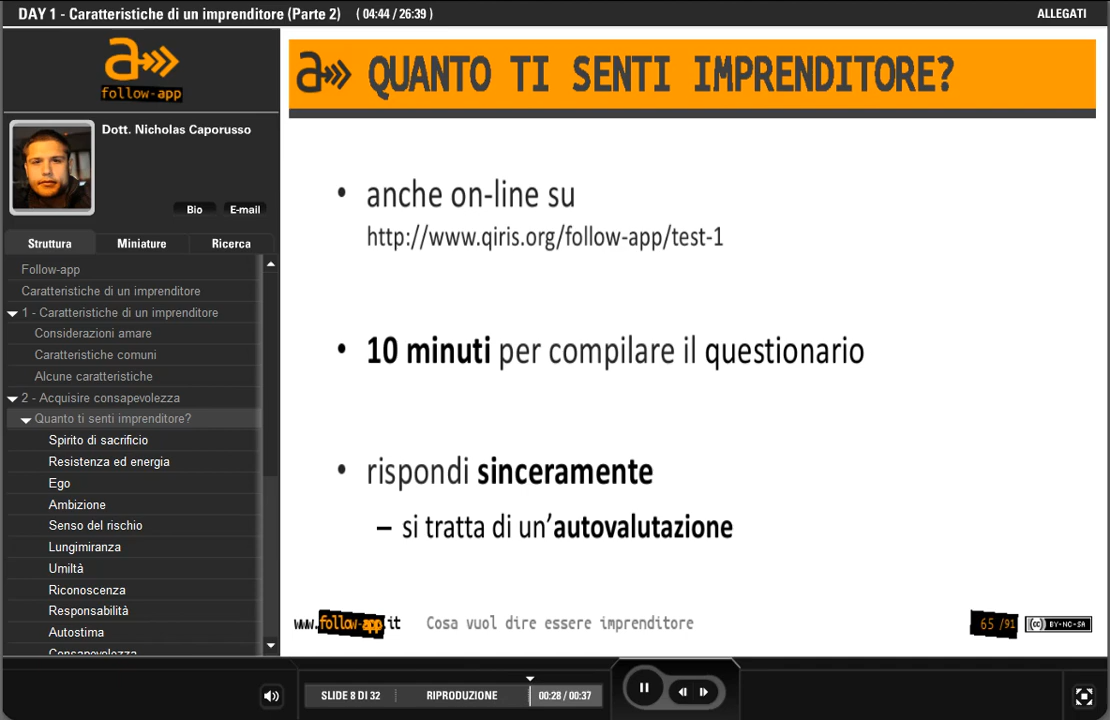 DAY 1 - Caratteristiche di un imprenditore (Parte 2) ( 04:44 / 26:39 )
ALLEGATI
a
follow-app
Dott. Nicholas Caporusso
Bio
E-mail
Struttura
Miniature
Ricerca
Follow-app
Caratteristiche di un imprenditore
1 - Caratteristiche di un imprenditore
Considerazioni amare
Caratteristiche comuni
Alcune caratteristiche
2 - Acquisire consapevolezza
Quanto ti senti imprenditore?
Spirito di sacrificio
Resistenza ed energia
Ego
Ambizione
Senso del rischio
Lungimiranza
Umiltà
Riconoscenza
Responsabilità
Autostima
Consapevolezza
a QUANTO TI SENTI IMPRENDITORE?
• anche on-line su
http://www.qiris.org/follow-app/test-1
• 10 minuti per compilare il questionario
• rispondi sinceramente
– si tratta di un'autovalutazione
www.follow-app.it
Cosa vuol dire essere imprenditore
65 /91
(cc) BY-NC-SA
SLIDE 8 DI 32
RIPRODUZIONE
00:28 / 00:37